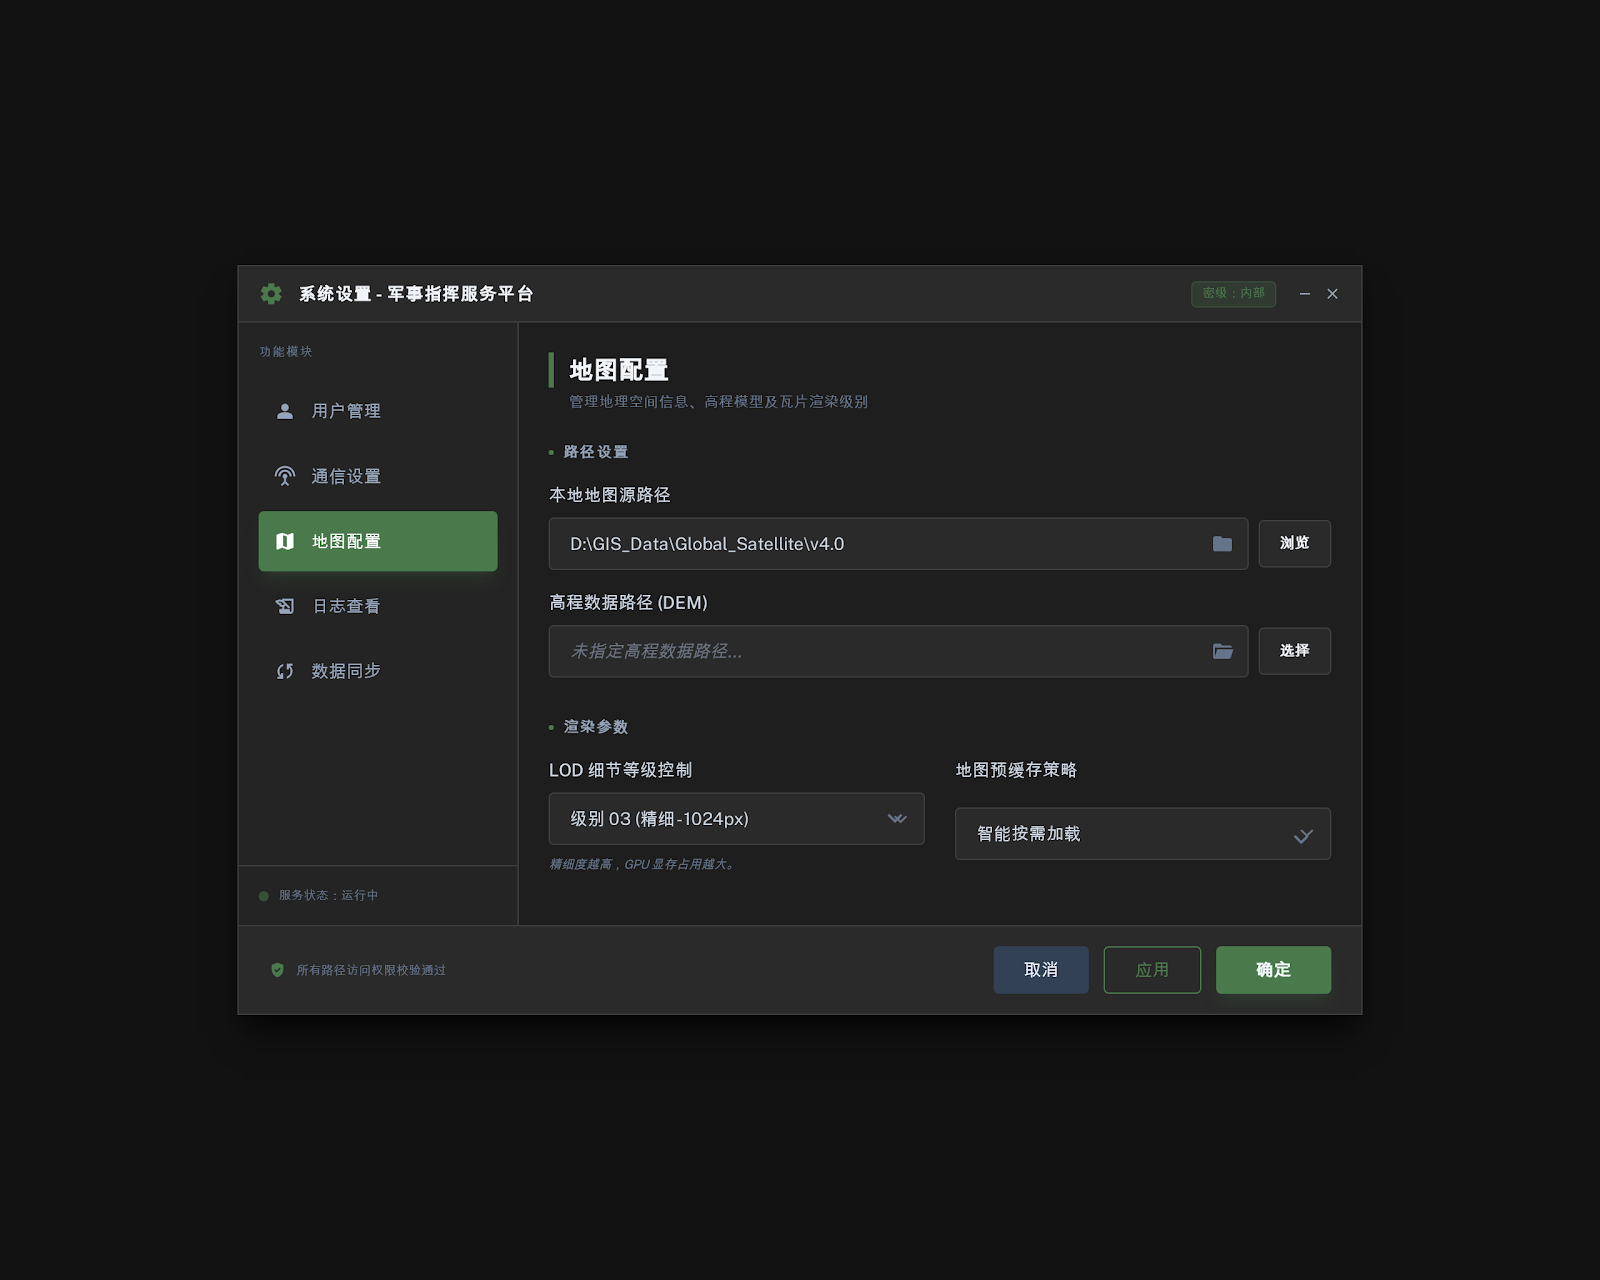 系统设置 - 军事指挥服务平台
密级：内部
功能模块
用户管理
通信设置
地图配置
日志查看
数据同步
服务状态：运行中
地图配置
管理地理空间信息、高程模型及瓦片渲染级别
路径设置
本地地图源路径
D:\GIS_Data\Global_Satellite\v4.0
浏览
高程数据路径 (DEM)
未指定高程数据路径...
选择
渲染参数
LOD 细节等级控制
级别 03 (精细-1024px)
精细度越高，GPU 显存占用越大。
地图预缓存策略
智能按需加载
所有路径访问权限校验通过
取消
应用
确定